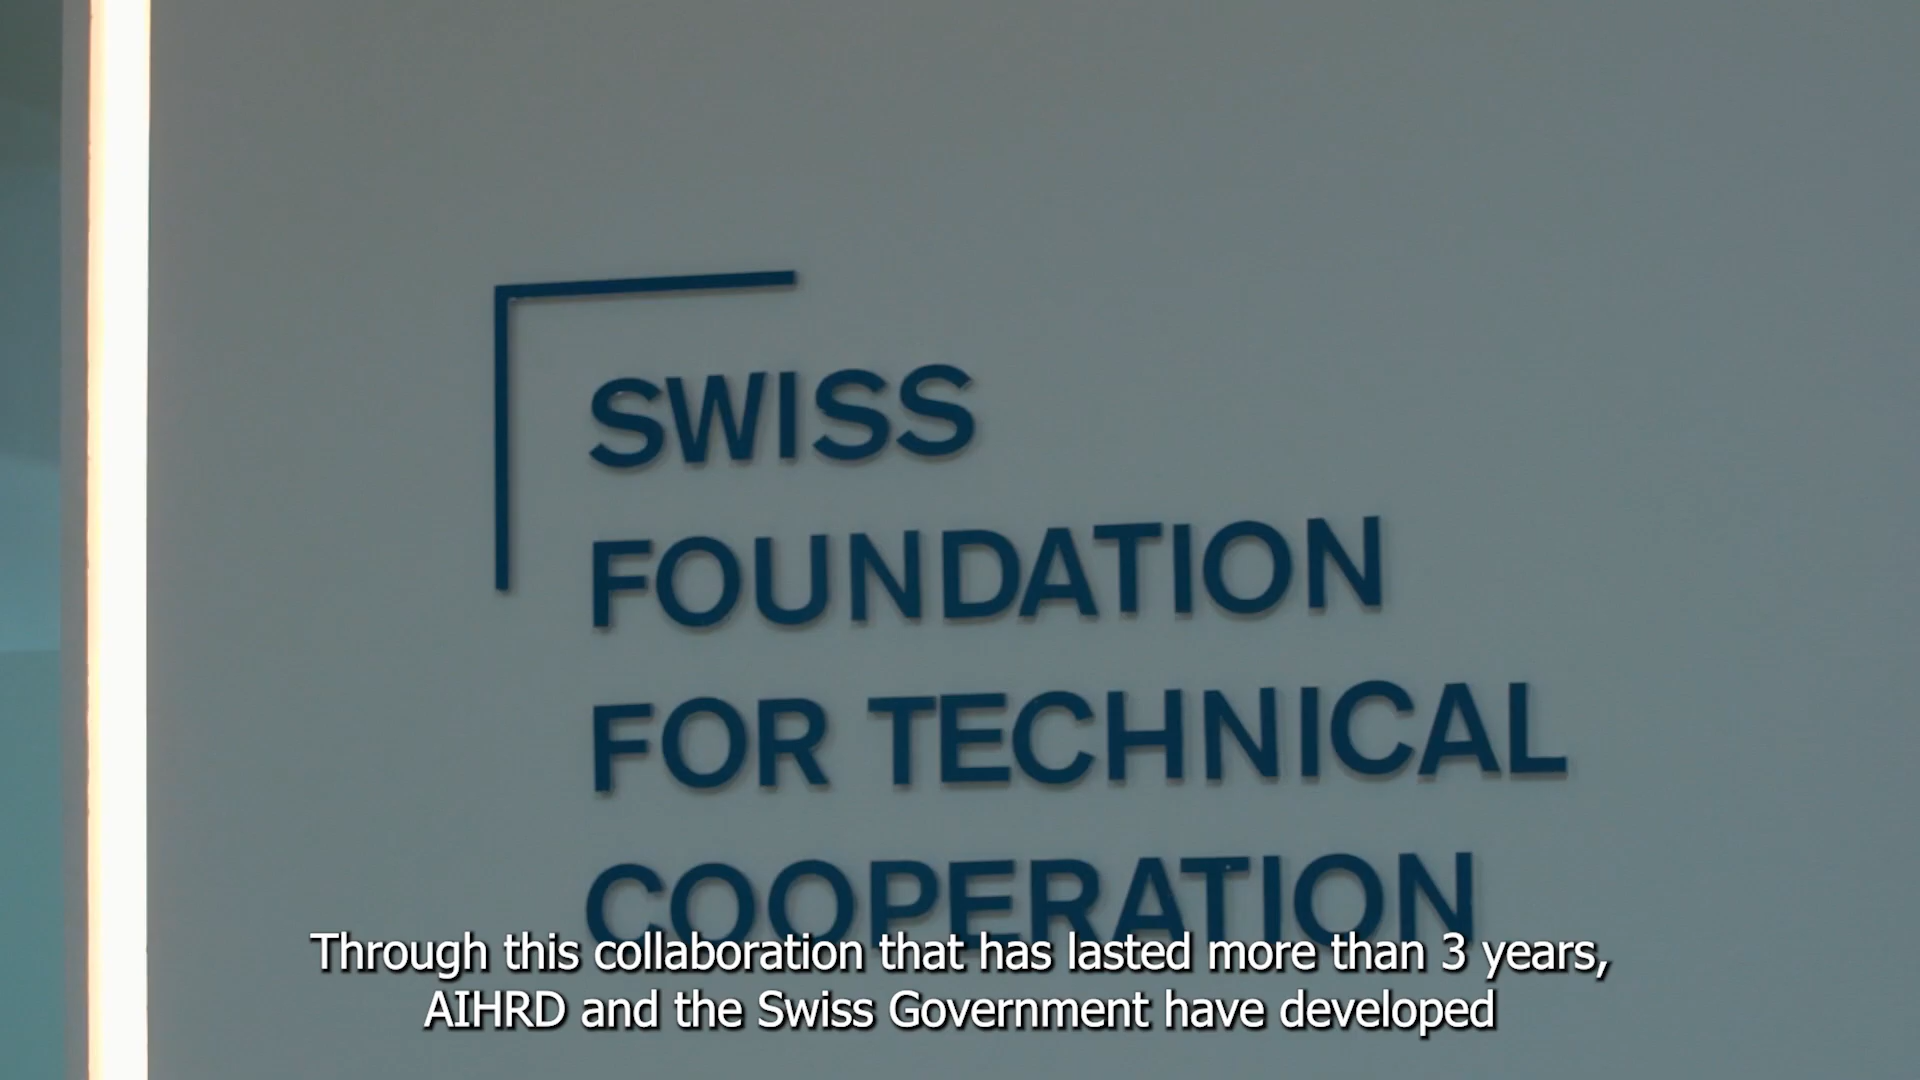 SWISS
FOUNDATION
FOR TECHNICAL
COOPERATION
Through this collaboration that has lasted more than 3 years,
AIHRD and the Swiss Government have developed